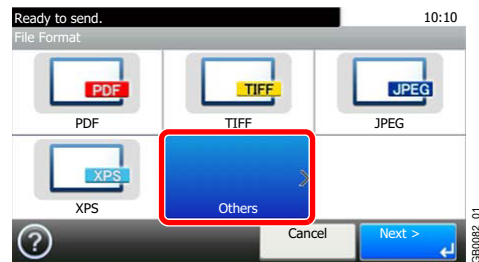 Ready to send. 10:10
File Format
PDF TIFF JPEG
PDF TIFF JPEG
XPS
XPS Others
? Cancel Next >
GB0082_01